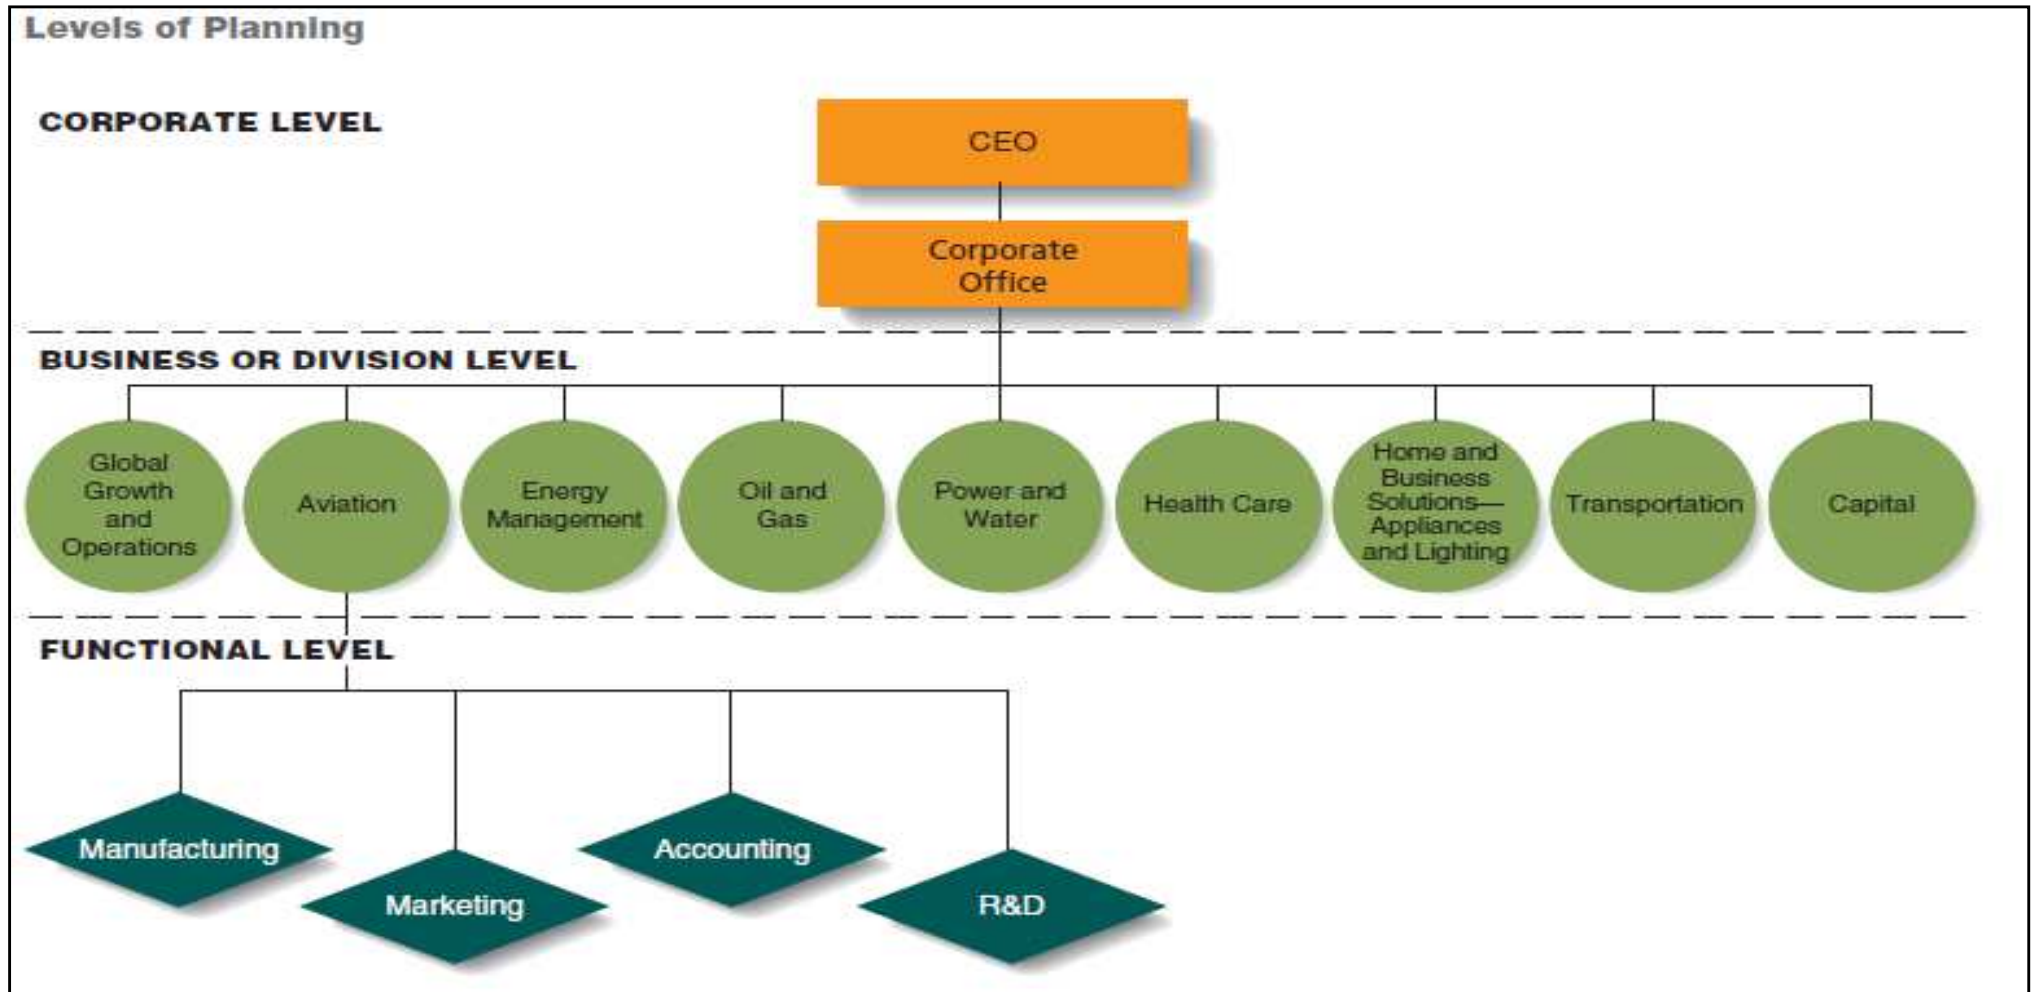 Levels of Planning
CORPORATE LEVEL
CEO
Corporate
Office
BUSINESS OR DIVISION LEVEL
Global
Growth
and
Operations
Aviation
Energy
Management
Oil and
Gas
Power and
Water
Health Care
Home and
Business
Solutions—
Appliances
and Lighting
Transportation
Capital
FUNCTIONAL LEVEL
Manufacturing
Marketing
Accounting
R&D